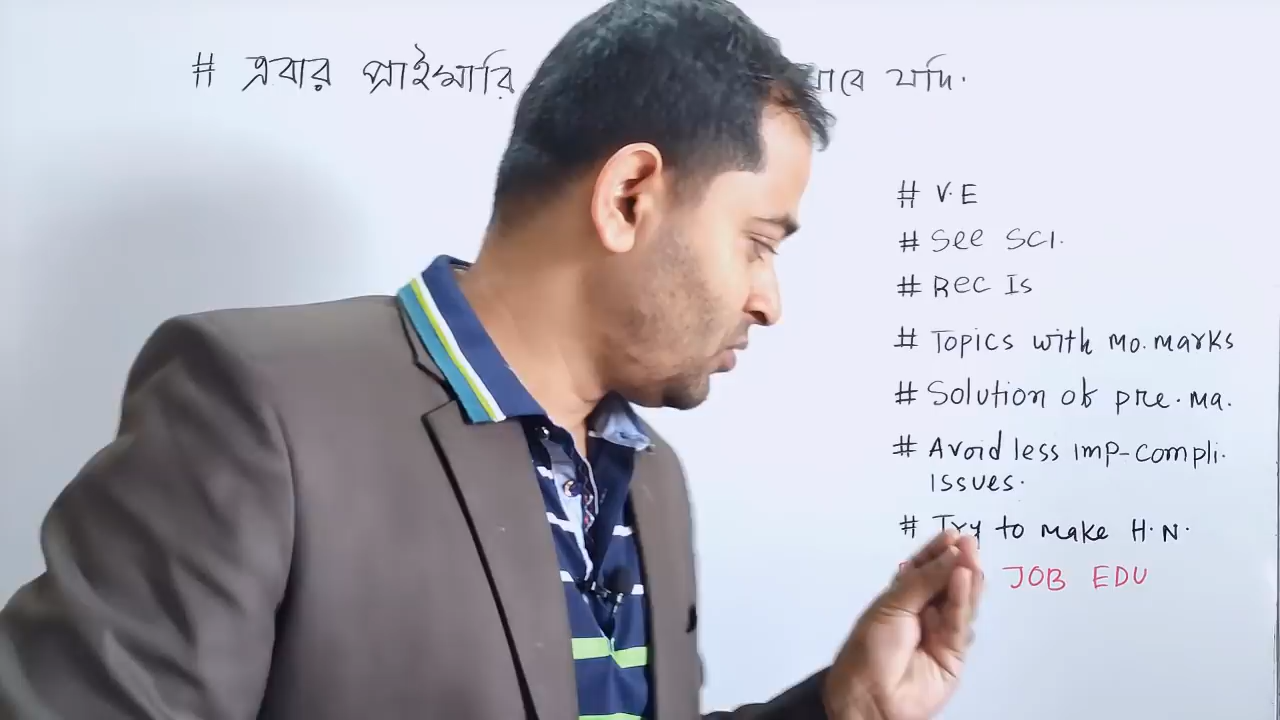 # এবার প্রাইমারি যাবে যদি.
# V.E
# See SCI.
# Rec Is
# Topics with mo.marks
# Solution of pre.ma.
# Avoid less imp-compli.
issues.
# Try to make H.N.
JOB EDU